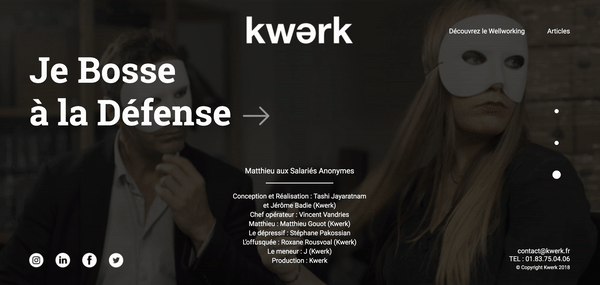 kwərk
Découvrez le Wellworking
Articles
Je Bosse
à la Défense
Matthieu aux Salariés Anonymes
Conception et Réalisation : Tashi Jayaratnam
et Jérôme Badie (Kwerk)
Chef opérateur : Vincent Vandries
Matthieu : Matthieu Gouot (Kwerk)
Le dépressif : Stéphane Pakossian
L'offusquée : Roxane Rousvoal (Kwerk)
Le meneur : J (Kwerk)
Production : Kwerk
contact@kwerk.fr
TEL : 01.83.75.04.06
© Copyright Kwerk 2018